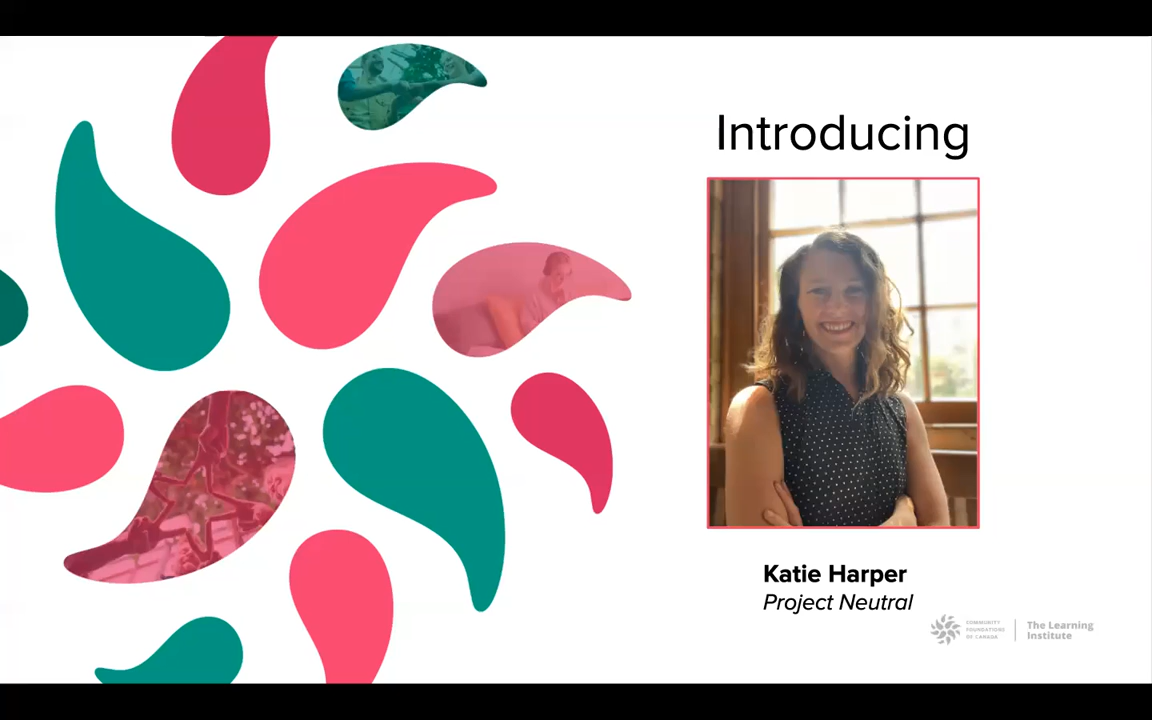 Introducing
Katie Harper
Project Neutral
COMMUNITY
FOUNDATIONS
OF CANADA
The Learning
Institute